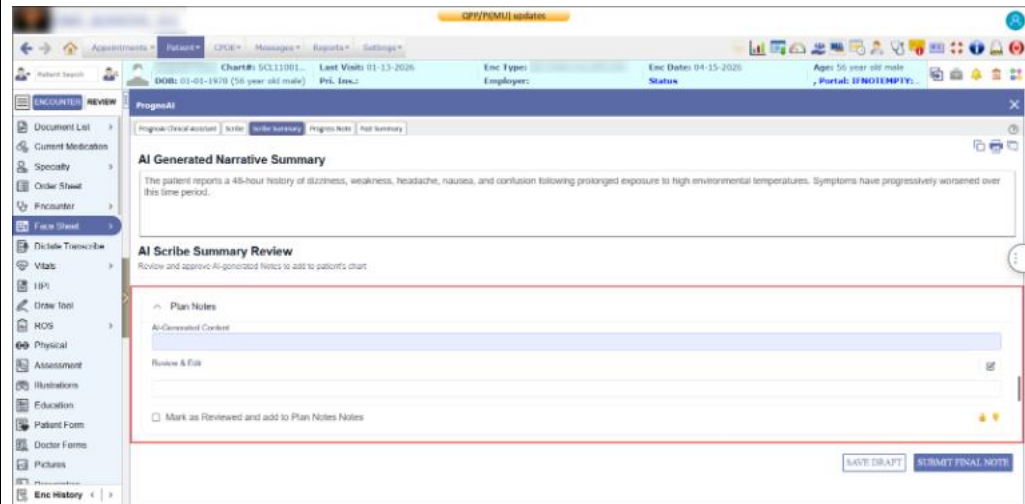 QPP/PI[MU] updates
Appointments Patient CPOE Messages Reports Settings
Patient Search
Chart#: SCL11001... Last Visit: 01-13-2026 Enc Type: Enc Date: 04-15-2026 Age: 56 year old male
DOB: 01-01-1970 (56 year old male) Pri. Ins.: Employer: Status , Portal: IFNOTEMPTY: .
ENCOUNTER REVIEW
PrognoAI
Prognosis Clinical Assistant Scribe Scribe Summary Progress Note Past Summary
Document List
Current Medication
Specialty
Order Sheet
Encounter
Face Sheet
Dictate Transcribe
Vitals
HPI
Draw Tool
ROS
Physical
Assessment
Illustrations
Education
Patient Form
Doctor Forms
Pictures
Enc History
AI Generated Narrative Summary
The patient reports a 48-hour history of dizziness, weakness, headache, nausea, and confusion following prolonged exposure to high environmental temperatures. Symptoms have progressively worsened over
this time period.
AI Scribe Summary Review
Review and approve AI-generated Notes to add to patient's chart
Plan Notes
AI-Generated Content
Review & Edit
Mark as Reviewed and add to Plan Notes Notes
SAVE DRAFT SUBMIT FINAL NOTE